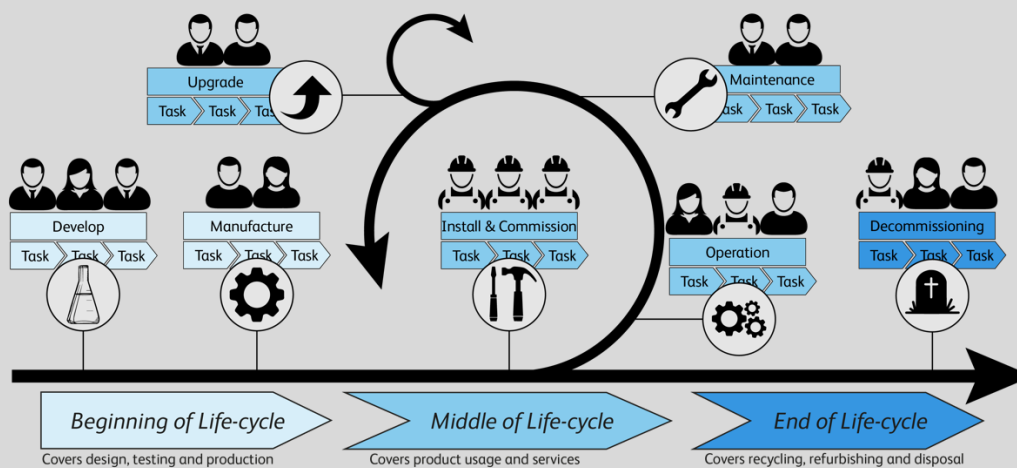 Upgrade
Task Task Task
Maintenance
Task Task Task
Develop
Task Task Task
Manufacture
Task Task Task
Install & Commission
Task Task Task
Operation
Task Task Task
Decommissioning
Task Task Task
Beginning of Life-cycle
Middle of Life-cycle
End of Life-cycle
Covers design, testing and production
Covers product usage and services
Covers recycling, refurbishing and disposal